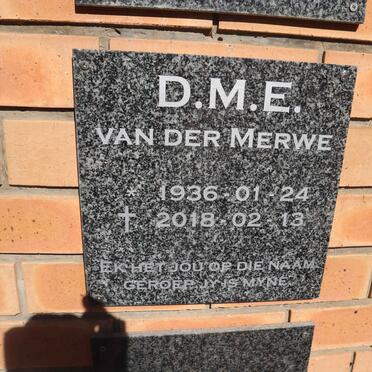 D.M.E.
VAN DER MERWE
* 1936-01-24
† 2018-02-13
EK HET JOU OP DIE NAAM
GEROEP, JY IS MYNE